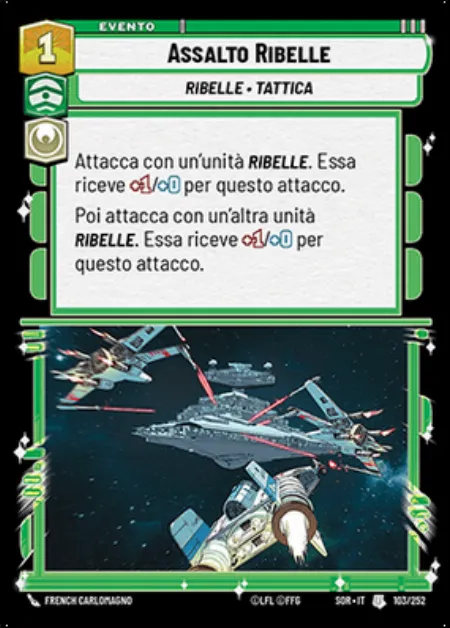 EVENTO
1
ASSALTO RIBELLE
RIBELLE • TATTICA
Attacca con un'unità RIBELLE. Essa
riceve +1/+0 per questo attacco.
Poi attacca con un'altra unità
RIBELLE. Essa riceve +1/+0 per
questo attacco.
FRENCH CARLOMAGNO
©LFL ©FFG
SOR • IT
103/252